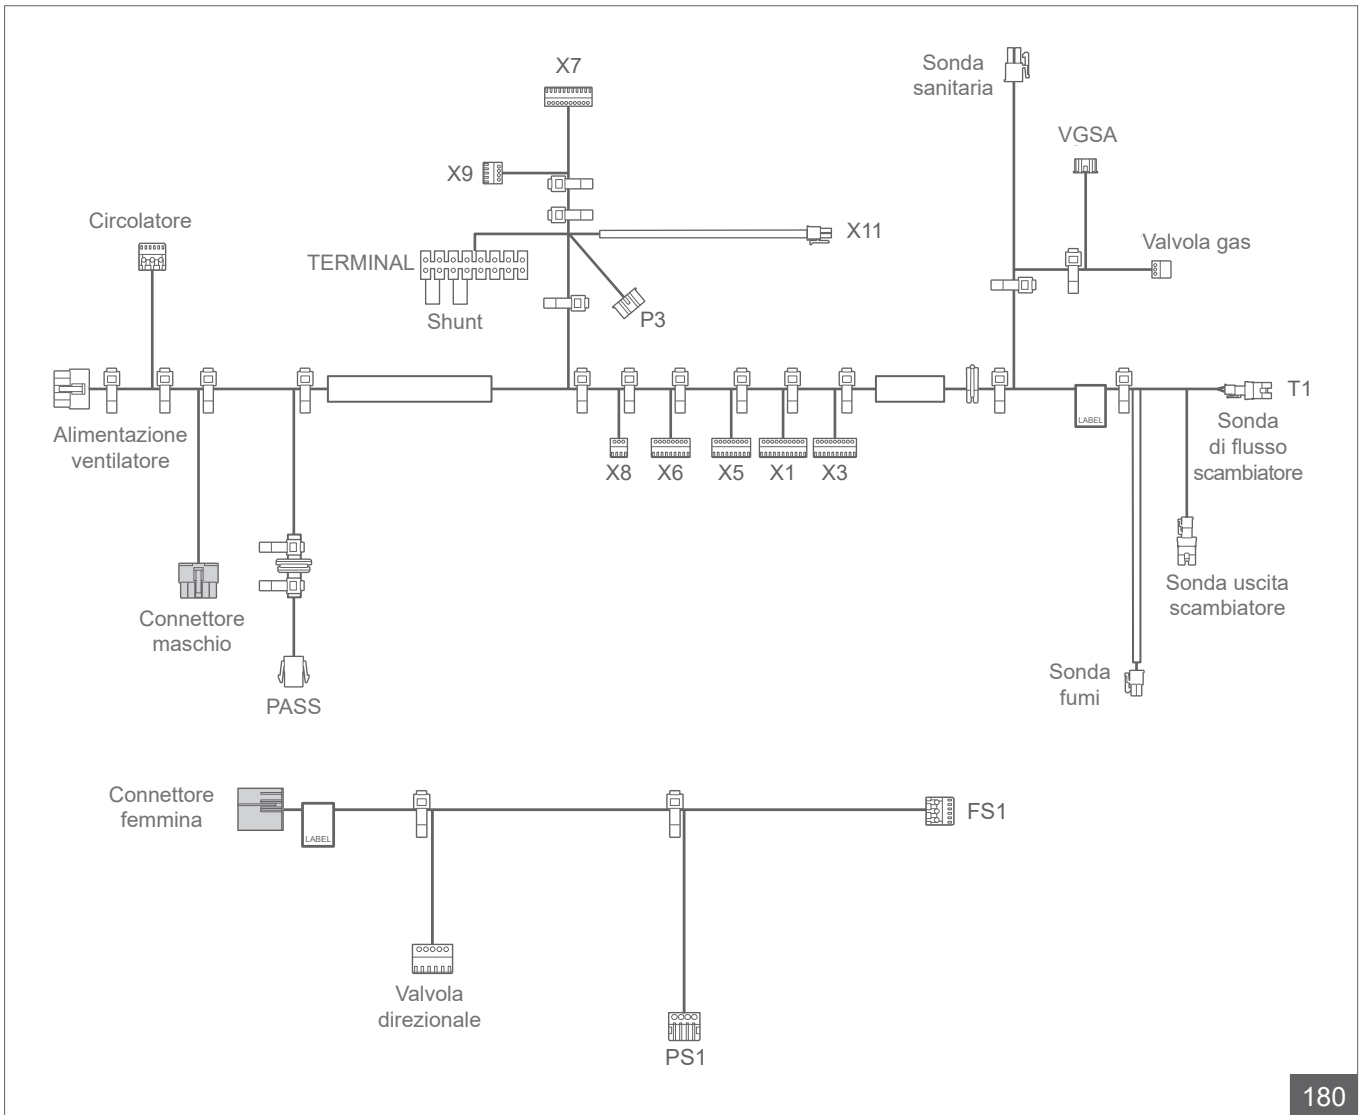 X7
Sonda
sanitaria
VGSA
X9
Circolatore
X11
Valvola gas
TERMINAL
Shunt
P3
T1
Alimentazione
ventilatore
LABEL
Sonda
di flusso
scambiatore
X8
X6
X5
X1
X3
Sonda uscita
scambiatore
Connettore
maschio
Sonda
fumi
PASS
Connettore
femmina
LABEL
FS1
Valvola
direzionale
PS1
180